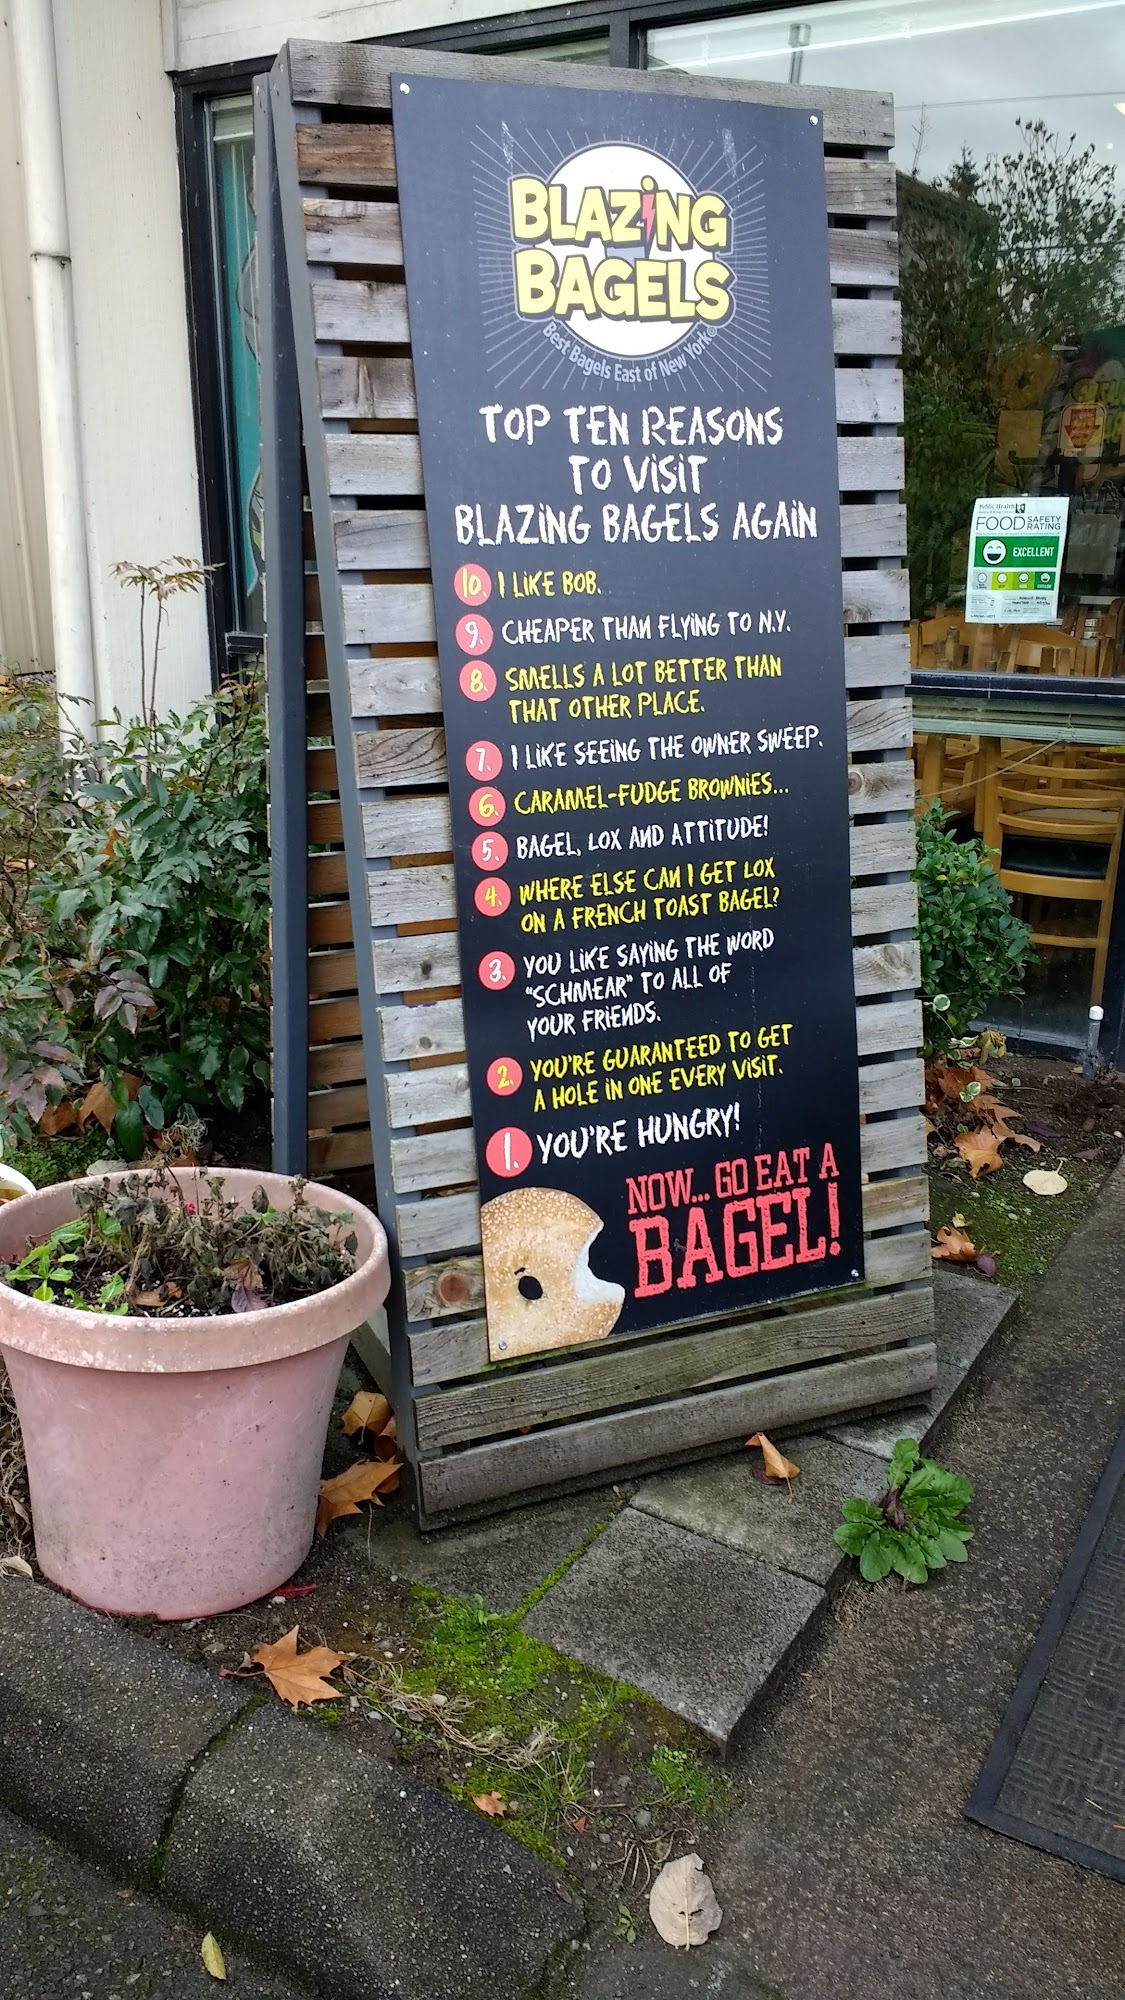 BLAZING
BAGELS
Best Bagels East of New York®
TOP TEN REASONS
TO VISIT
BLAZING BAGELS AGAIN
10. I LIKE BOB.
9. CHEAPER THAN FLYING TO N.Y.
8. SMELLS A LOT BETTER THAN
THAT OTHER PLACE.
7. I LIKE SEEING THE OWNER SWEEP.
6. CARAMEL-FUDGE BROWNIES...
5. BAGEL, LOX AND ATTITUDE!
4. WHERE ELSE CAN I GET LOX
ON A FRENCH TOAST BAGEL?
3. YOU LIKE SAYING THE WORD
"SCHMEAR" TO ALL OF
YOUR FRIENDS.
2. YOU'RE GUARANTEED TO GET
A HOLE IN ONE EVERY VISIT.
1. YOU'RE HUNGRY!
NOW... GO EAT A
BAGEL!
Public Health
FOOD SAFETY
RATING
EXCELLENT